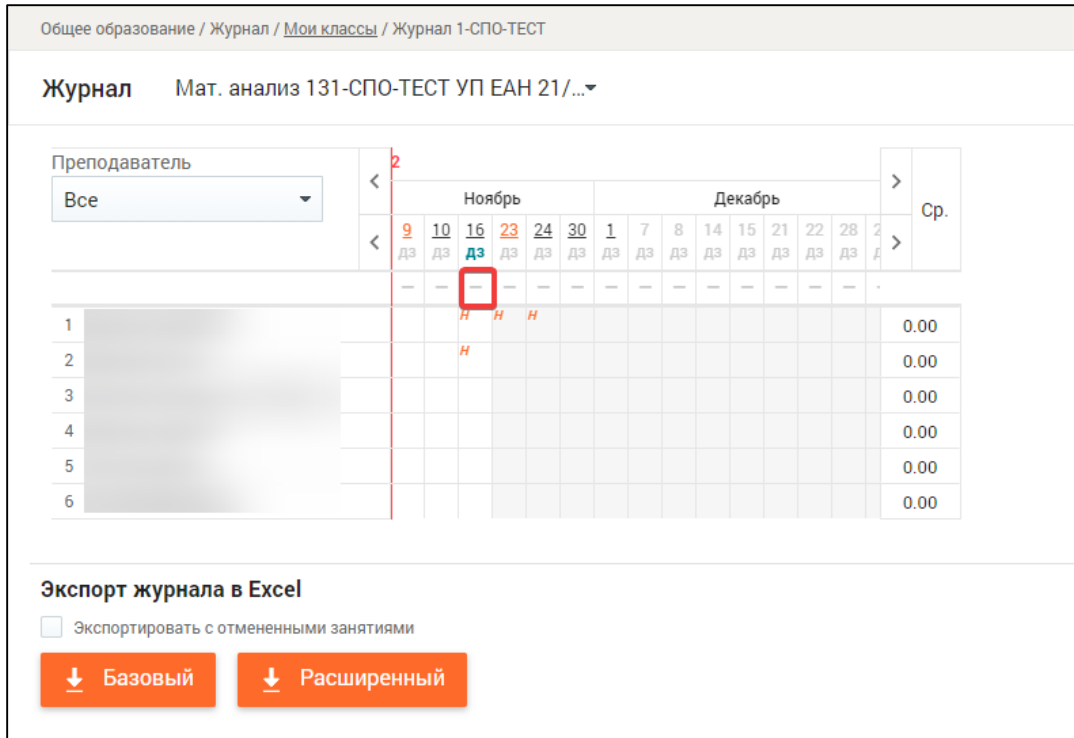 Общее образование / Журнал / Мои классы / Журнал 1-СПО-ТЕСТ
Журнал Мат. анализ 131-СПО-ТЕСТ УП ЕАН 21/...
Преподаватель
Все
2
Ноябрь Декабрь
Ср.
9 10 16 23 24 30 1 7 8 14 15 21 22 28 2
дз дз дз дз дз дз дз дз дз дз дз дз дз дз
– – – – – – – – – – – – – –
1 Н Н Н 0.00
2 Н 0.00
3 0.00
4 0.00
5 0.00
6 0.00
Экспорт журнала в Excel
Экспортировать с отмененными занятиями
Базовый Расширенный